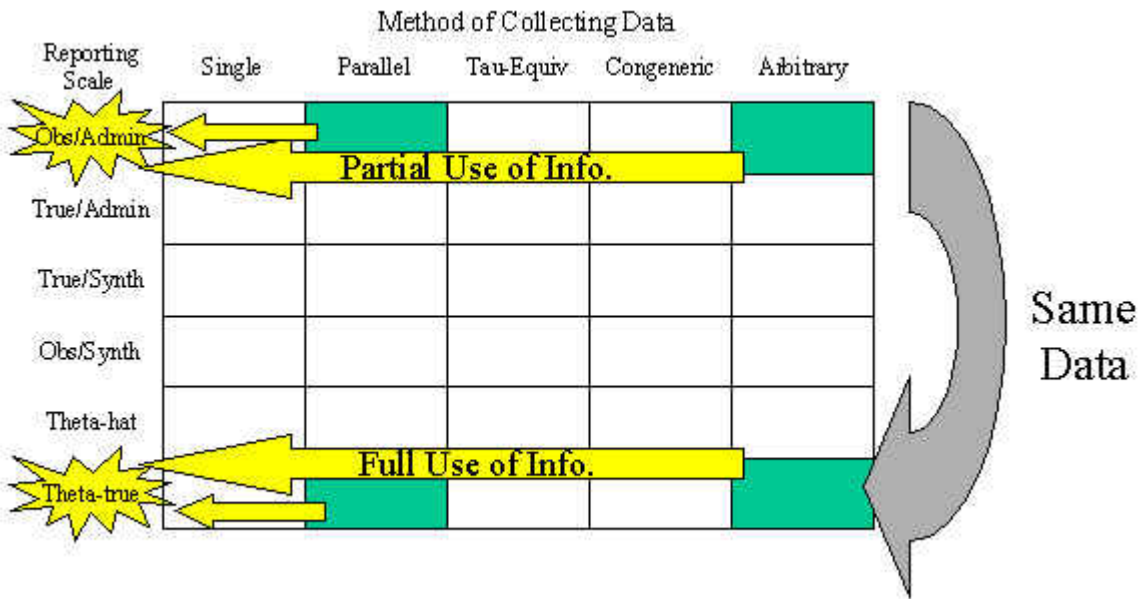 Method of Collecting Data
Reporting
Scale
Single
Parallel
Tau-Equiv
Congeneric
Arbitrary
Obs/Admin
Partial Use of Info.
True/Admin
True/Synth
Obs/Synth
Theta-hat
Full Use of Info.
Theta-true
Same
Data